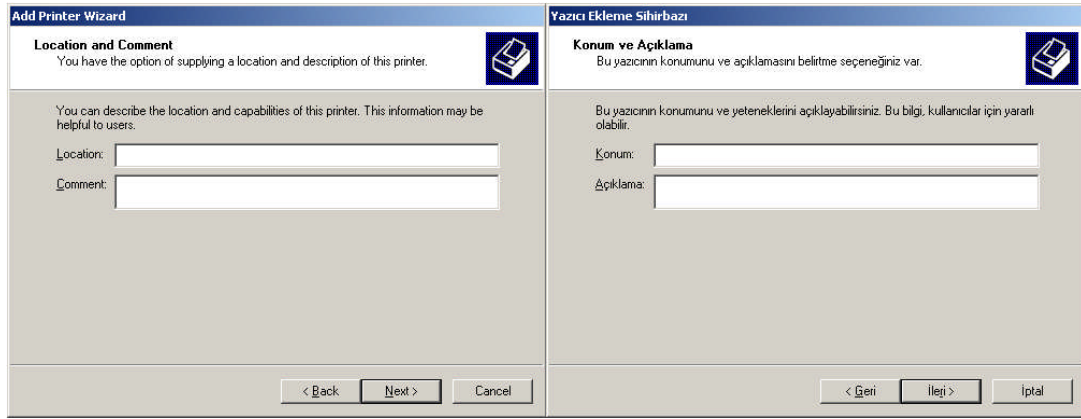 Add Printer Wizard
Location and Comment
You have the option of supplying a location and description of this printer.
You can describe the location and capabilities of this printer. This information may be
helpful to users.
Location:
Comment:
< Back Next > Cancel
Yazıcı Ekleme Sihirbazı
Konum ve Açıklama
Bu yazıcının konumunu ve açıklamasını belirtme seçeneğiniz var.
Bu yazıcının konumunu ve yeteneklerini açıklayabilirsiniz. Bu bilgi, kullanıcılar için yararlı
olabilir.
Konum:
Açıklama:
< Geri İleri > İptal